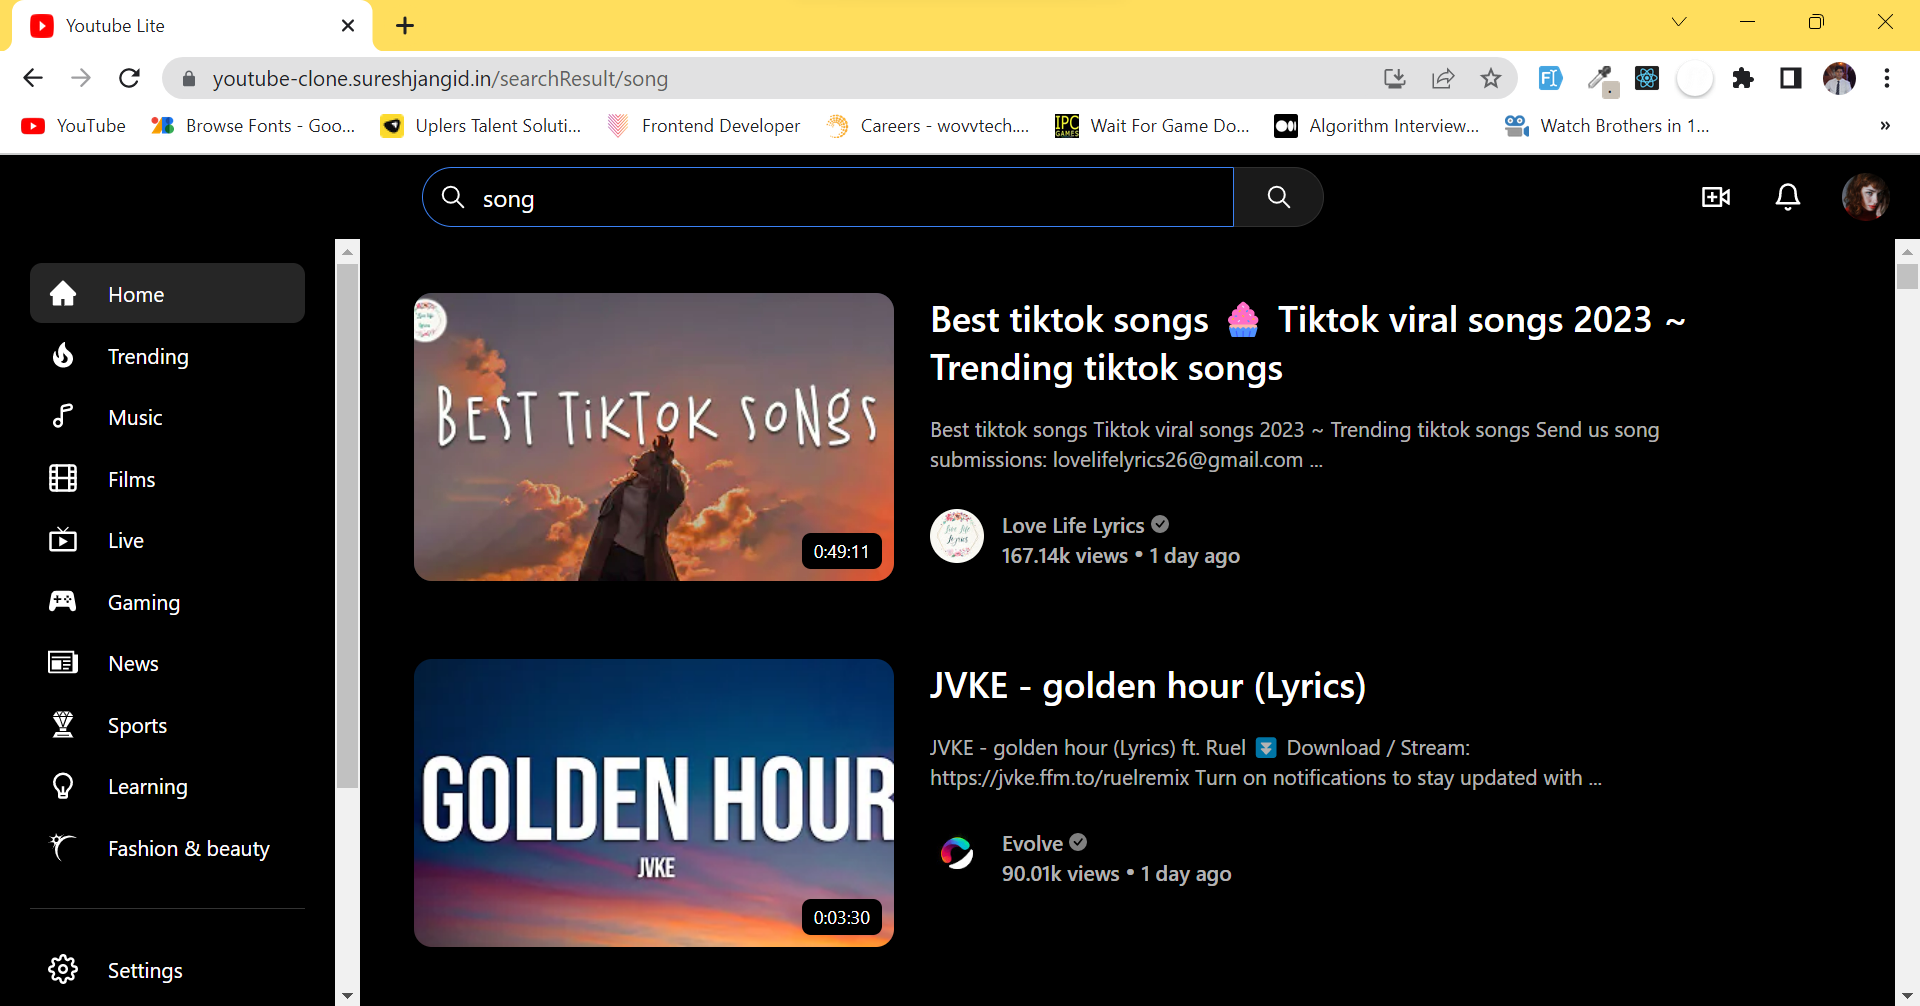 Youtube Lite
youtube-clone.sureshjangid.in/searchResult/song
YouTube
Browse Fonts - Goo...
Uplers Talent Soluti...
Frontend Developer
Careers - wovvtech....
IPC GAMES
Wait For Game Do...
Algorithm Interview...
Watch Brothers in 1...
»
song
Home
Trending
Music
Films
Live
Gaming
News
Sports
Learning
Fashion & beauty
Settings
BEST TiKTOK SONGS
0:49:11
Best tiktok songs 🧁 Tiktok viral songs 2023 ~
Trending tiktok songs
Best tiktok songs Tiktok viral songs 2023 ~ Trending tiktok songs Send us song
submissions: lovelifelyrics26@gmail.com ...
Love Life Lyrics
Love Life Lyrics
167.14k views • 1 day ago
GOLDEN HOUR
JVKE
0:03:30
JVKE - golden hour (Lyrics)
JVKE - golden hour (Lyrics) ft. Ruel ⏬ Download / Stream:
https://jvke.ffm.to/ruelremix Turn on notifications to stay updated with ...
Evolve
90.01k views • 1 day ago